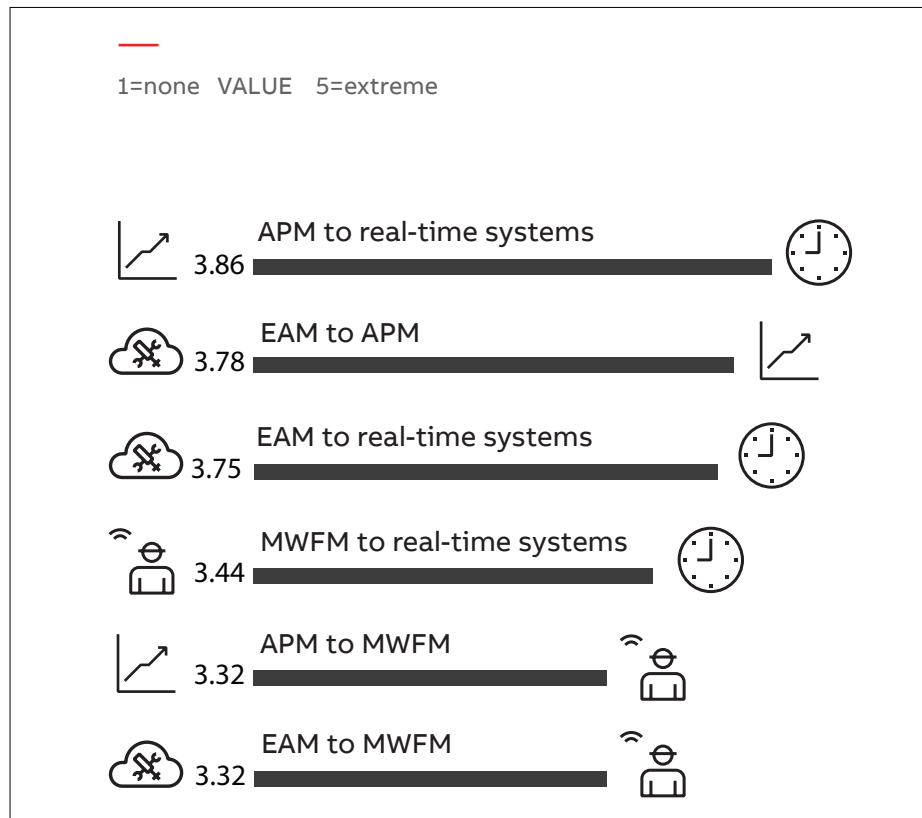 1=none VALUE 5=extreme
APM to real-time systems
3.86
EAM to APM
3.78
EAM to real-time systems
3.75
MWFM to real-time systems
3.44
APM to MWFM
3.32
EAM to MWFM
3.32